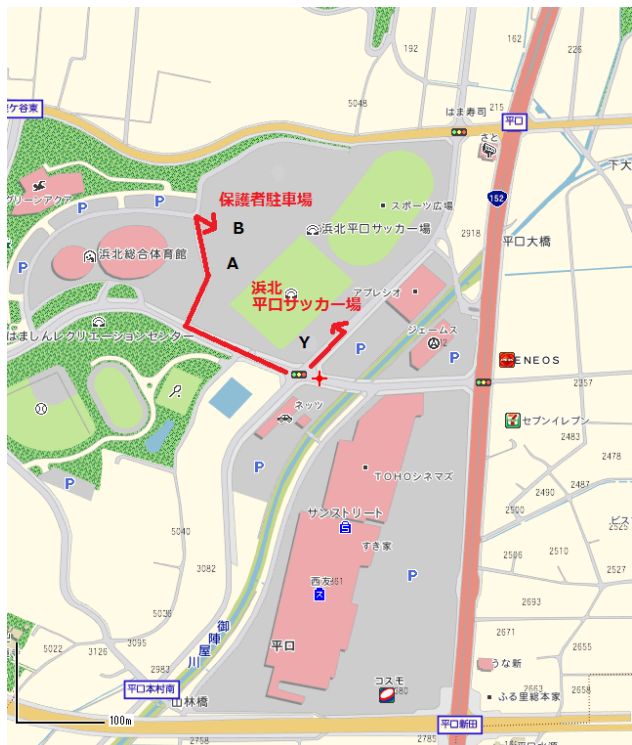 192
162
226
5048
215
ケ谷東
はま寿司
平口
さと
下大
グリーンアクア
P
P
保護者駐車場
B
スポーツ広場
152
2918
浜北平口サッカー場
平口大橋
浜北総合体育館
A
浜北
平口サッカー場
アプレシオ
はましんレクリエーションセンター
Y
ジェームス
P
P
ENEOS
2357
ネッツ
セブンイレブン
2483
P
P
TOHOシネマズ
2478
2490
2487
2500
サンストリート
S
ビス
2525
5040
すき家
3082
2506
2510
2527
西友
P
2693
5036
御陣屋川
2671
5022
3095
3126
平口
2655
2983
うな新
平口本村南
コスモ
2663
2658
山林橋
ふる里総本家
100m
平口新田
2758
2785